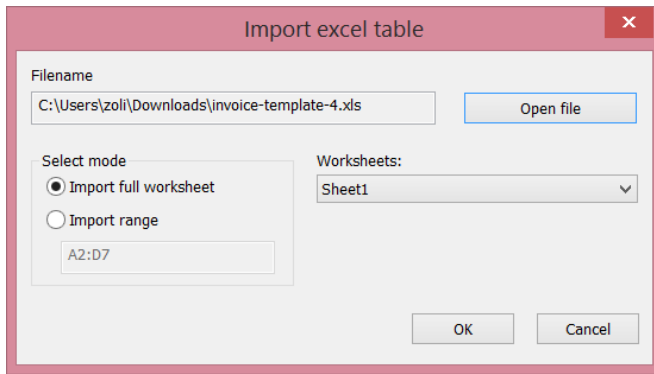 Import excel table
Filename
C:\Users\zoli\Downloads\invoice-template-4.xls
Open file
Select mode
Import full worksheet
Import range
A2:D7
Worksheets:
Sheet1
OK
Cancel